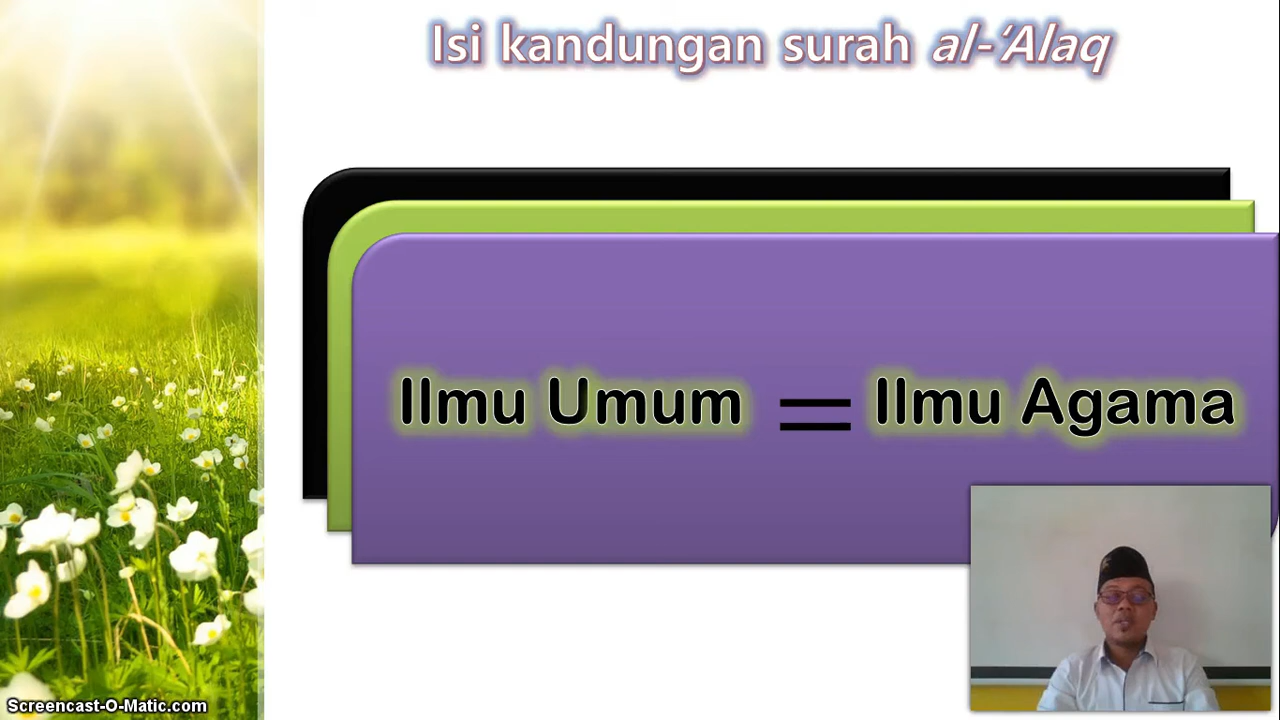 Isi kandungan surah al-‘Alaq
Ilmu Umum = Ilmu Agama
Screencast-O-Matic.com